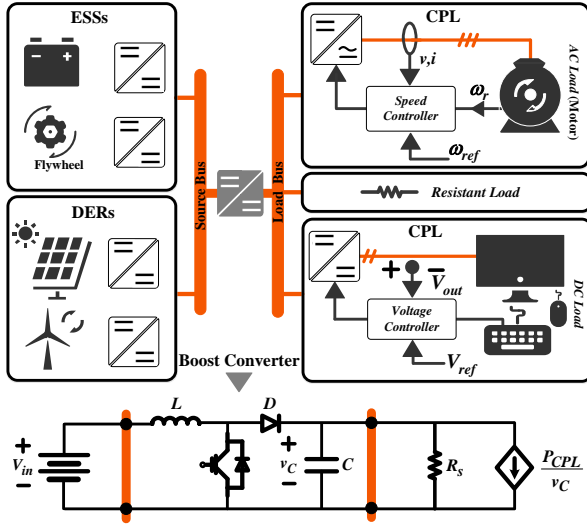 ESSs
+ −
Flywheel
DERs
Source Bus
Load Bus
CPL
v,i
Speed
Controller
ω_r
ω_ref
AC Load (Motor)
Resistant Load
CPL
+ −
V_out
Voltage
Controller
V_ref
DC Load
Boost Converter
L
D
+
V_in
−
+
v_C
−
C
R_s
P_CPL
v_C